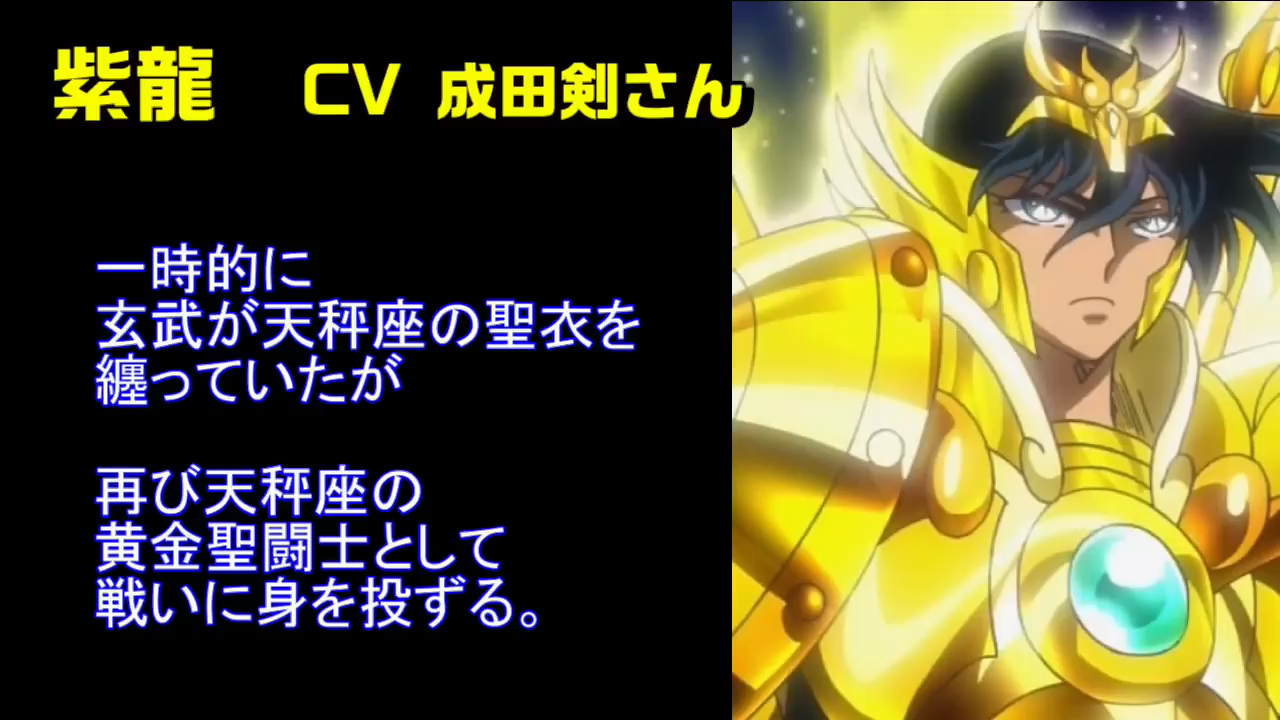 紫龍 CV 成田剣さん
一時的に
玄武が天秤座の聖衣を
纏っていたが
再び天秤座の
黄金聖闘士として
戦いに身を投ずる。